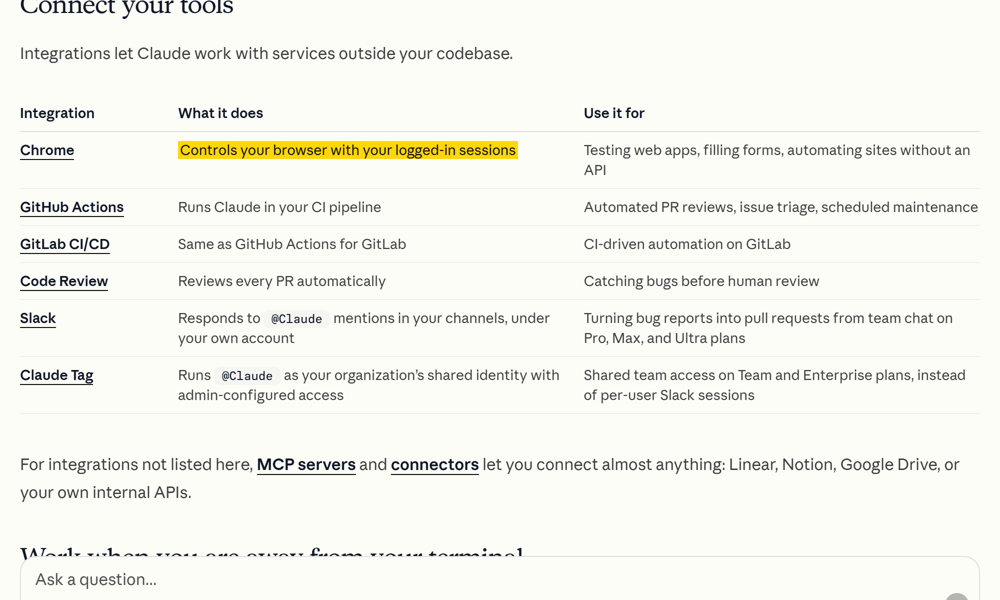 Connect your tools
Integrations let Claude work with services outside your codebase.
Integration What it does Use it for
Chrome Controls your browser with your logged-in sessions Testing web apps, filling forms, automating sites without an
API
GitHub Actions Runs Claude in your CI pipeline Automated PR reviews, issue triage, scheduled maintenance
GitLab CI/CD Same as GitHub Actions for GitLab CI-driven automation on GitLab
Code Review Reviews every PR automatically Catching bugs before human review
Slack Responds to @Claude mentions in your channels, under Turning bug reports into pull requests from team chat on
your own account Pro, Max, and Ultra plans
Claude Tag Runs @Claude as your organization's shared identity with Shared team access on Team and Enterprise plans, instead
admin-configured access of per-user Slack sessions
For integrations not listed here, MCP servers and connectors let you connect almost anything: Linear, Notion, Google Drive, or
your own internal APIs.
Work when you are away from your terminal
Ask a question...